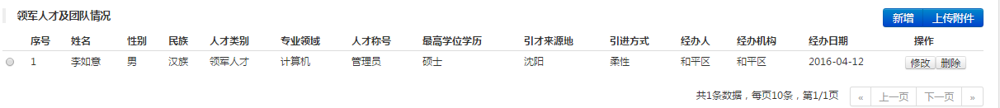 领军人才及团队情况 新增 上传附件
序号 姓名 性别 民族 人才类别 专业领域 人才称号 最高学位学历 引才来源地 引进方式 经办人 经办机构 经办日期 操作
1 李如意 男 汉族 领军人才 计算机 管理员 硕士 沈阳 柔性 和平区 和平区 2016-04-12 修改 删除
共1条数据，每页10条，第1/1页 « 上一页 下一页 »